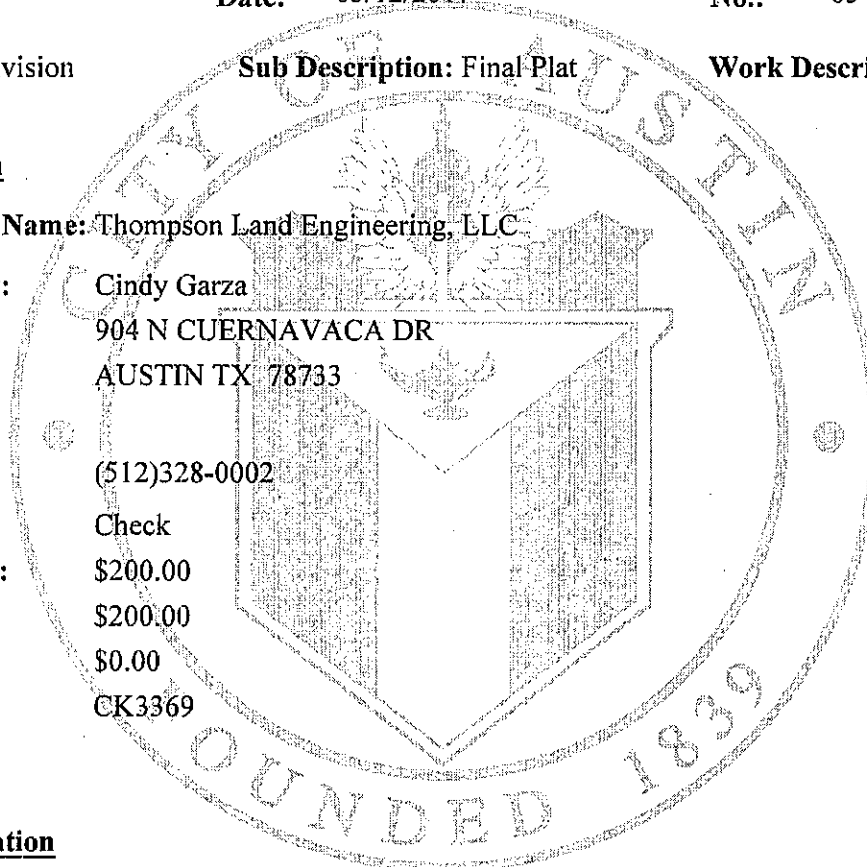 Date:
No.:
vision Sub Description: Final Plat Work Descri
Name: Thompson Land Engineering, LLC
: Cindy Garza
904 N CUERNAVACA DR
AUSTIN TX 78733
(512)328-0002
Check
: $200.00
$200.00
$0.00
CK3369
ation
CITY OF AUSTIN
FOUNDED 1839